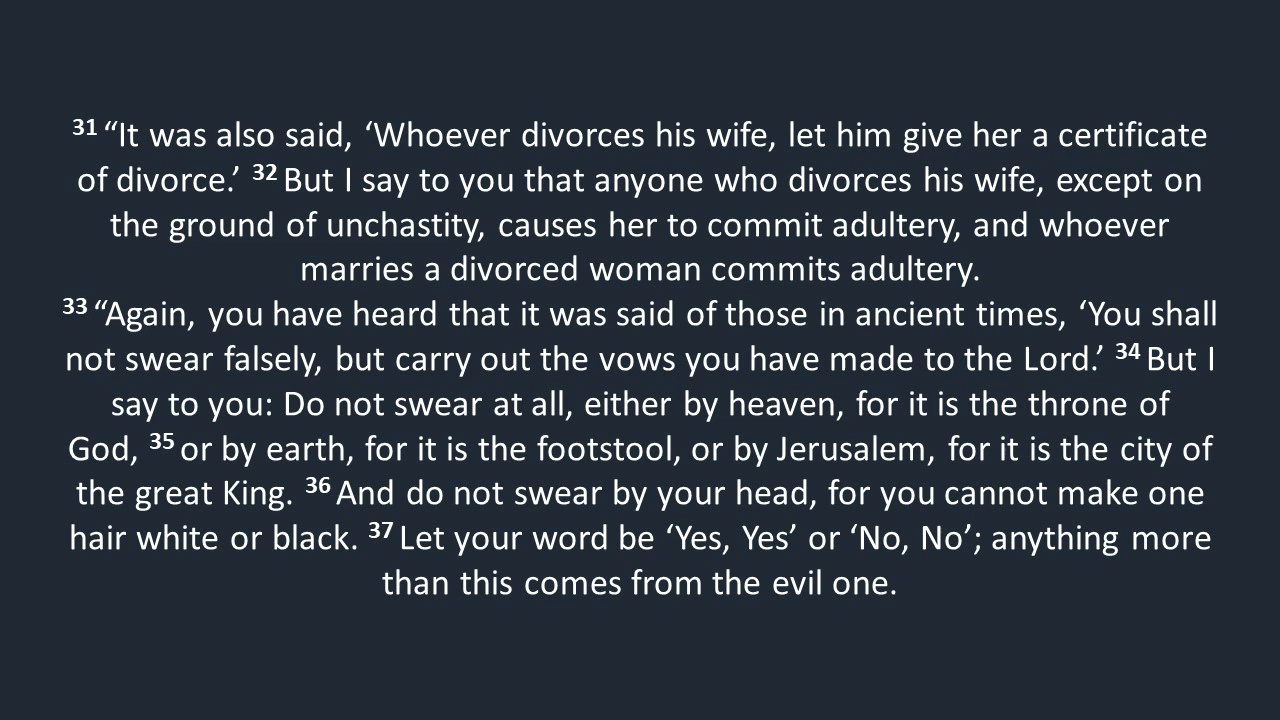 31 “It was also said, ‘Whoever divorces his wife, let him give her a certificate
of divorce.’ 32 But I say to you that anyone who divorces his wife, except on
the ground of unchastity, causes her to commit adultery, and whoever
marries a divorced woman commits adultery.
33 “Again, you have heard that it was said of those in ancient times, ‘You shall
not swear falsely, but carry out the vows you have made to the Lord.’ 34 But I
say to you: Do not swear at all, either by heaven, for it is the throne of
God, 35 or by earth, for it is the footstool, or by Jerusalem, for it is the city of
the great King. 36 And do not swear by your head, for you cannot make one
hair white or black. 37 Let your word be ‘Yes, Yes’ or ‘No, No’; anything more
than this comes from the evil one.